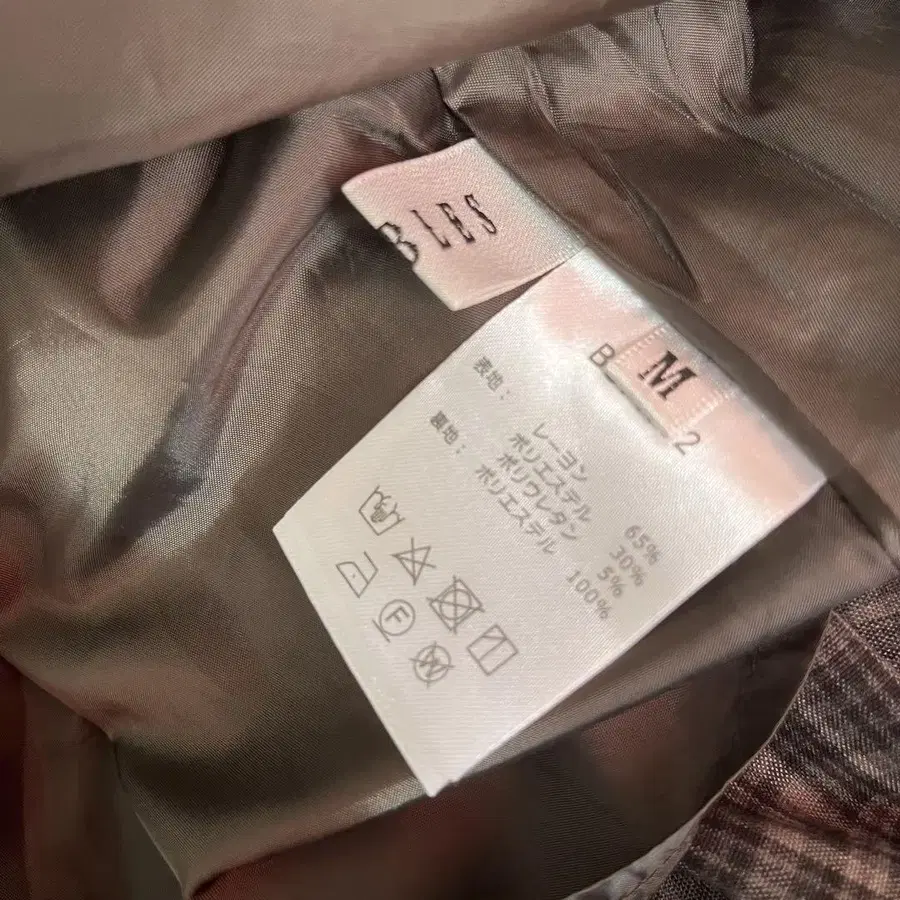 BLES
M
B
2
表地：
レーヨン 65%
ポリエステル 30%
ポリウレタン 5%
裏地： ポリエステル 100%
F
W